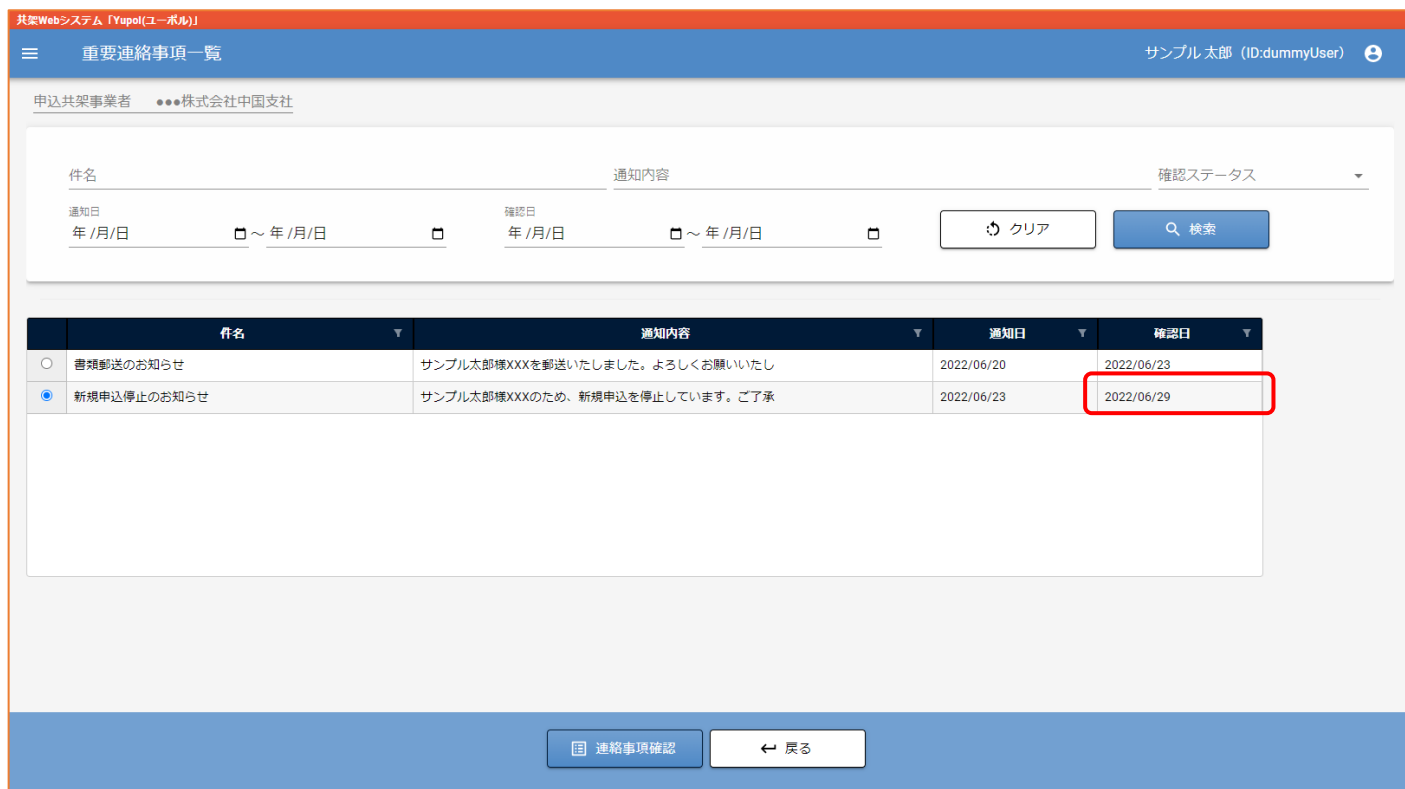 共架Webシステム「Yupol(ユーポル)」
重要連絡事項一覧 サンプル 太郎（ID:dummyUser）
申込共架事業者 ●●●株式会社中国支社
件名 通知内容 確認ステータス
通知日 確認日
年 /月/日 ～ 年 /月/日 年 /月/日 ～ 年 /月/日 クリア 検索
件名 通知内容 通知日 確認日
書類郵送のお知らせ サンプル太郎様XXXを郵送いたしました。よろしくお願いいたし 2022/06/20 2022/06/23
新規申込停止のお知らせ サンプル太郎様XXXのため、新規申込を停止しています。ご了承 2022/06/23 2022/06/29
連絡事項確認 戻る